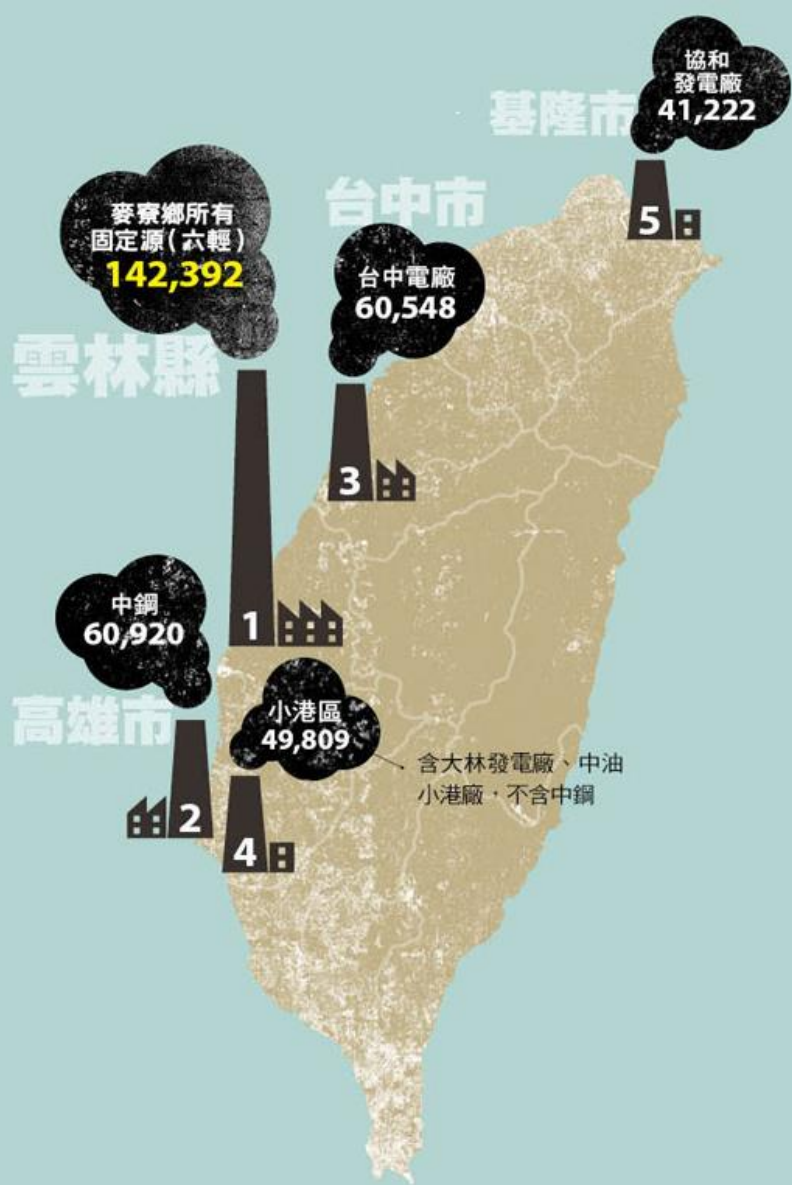 基隆市
協和
發電廠
41,222
5
台中市
台中電廠
60,548
3
雲林縣
麥寮鄉所有
固定源(六輕)
142,392
1
高雄市
中鋼
60,920
2
小港區
49,809
4
含大林發電廠、中油
小港廠,不含中鋼